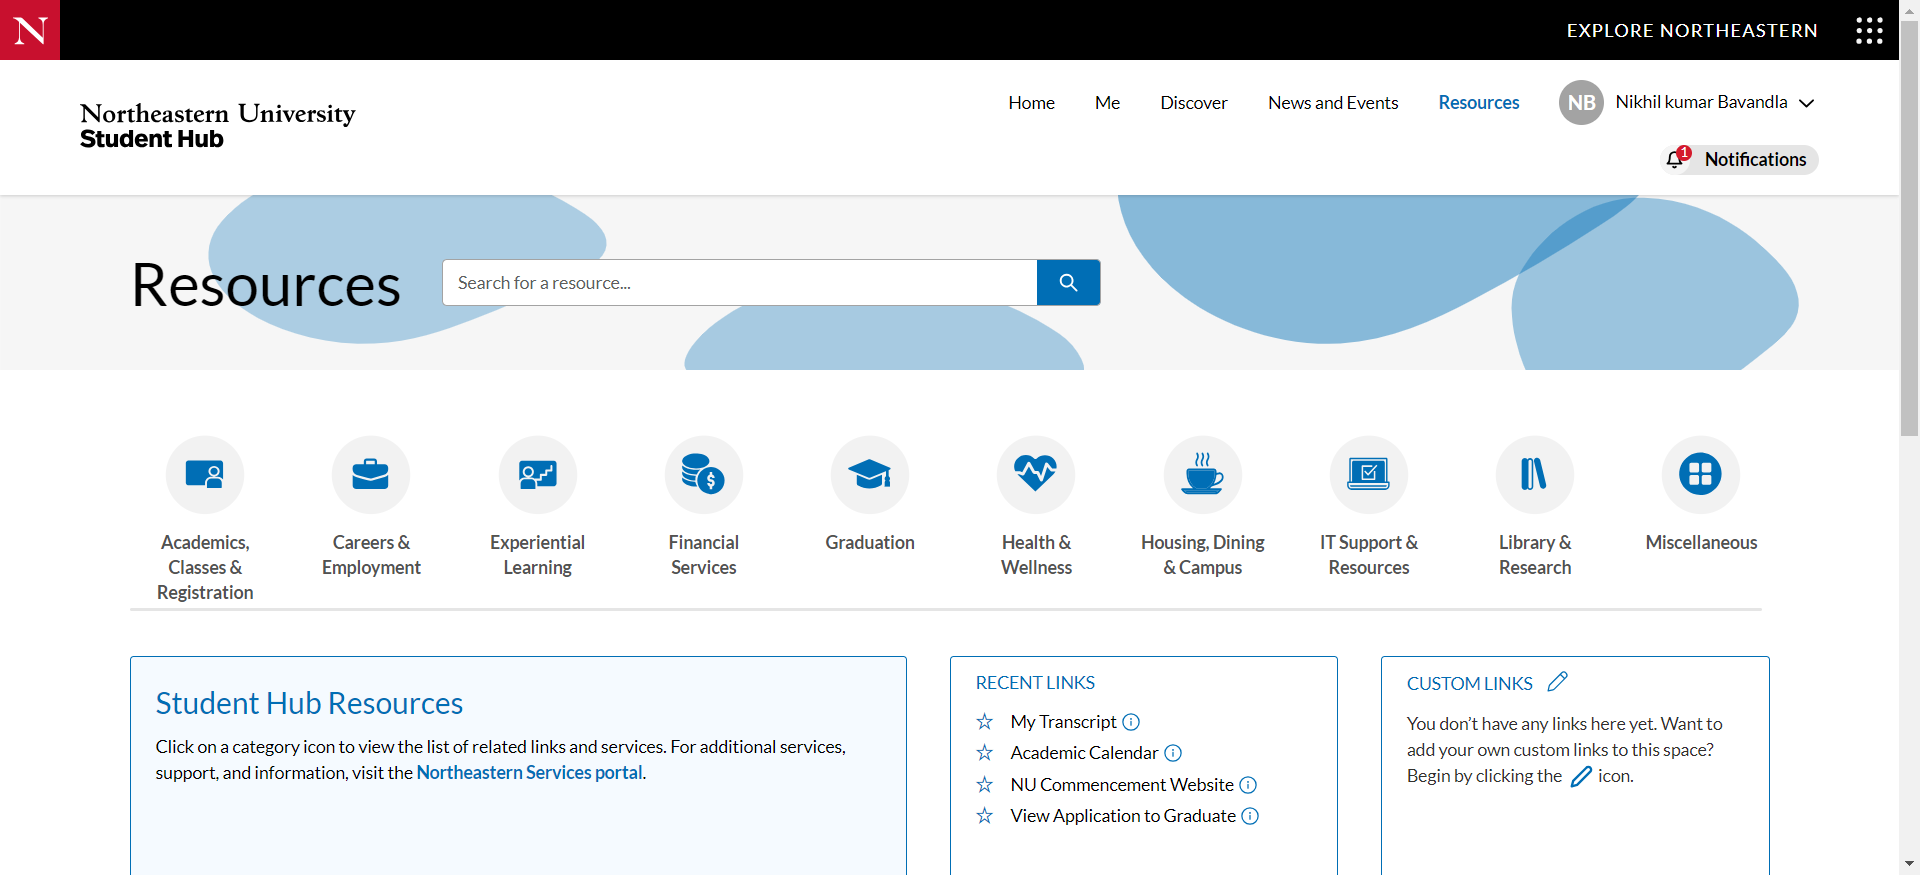 N
EXPLORE NORTHEASTERN
Northeastern University
Student Hub
Home Me Discover News and Events Resources NB Nikhil kumar Bavandla
1 Notifications
Resources
Search for a resource...
Academics,
Classes &
Registration
Careers &
Employment
Experiential
Learning
Financial
Services
Graduation
Health &
Wellness
Housing, Dining
& Campus
IT Support &
Resources
Library &
Research
Miscellaneous
Student Hub Resources
Click on a category icon to view the list of related links and services. For additional services,
support, and information, visit the Northeastern Services portal.
RECENT LINKS
My Transcript
Academic Calendar
NU Commencement Website
View Application to Graduate
CUSTOM LINKS
You don’t have any links here yet. Want to
add your own custom links to this space?
Begin by clicking the icon.